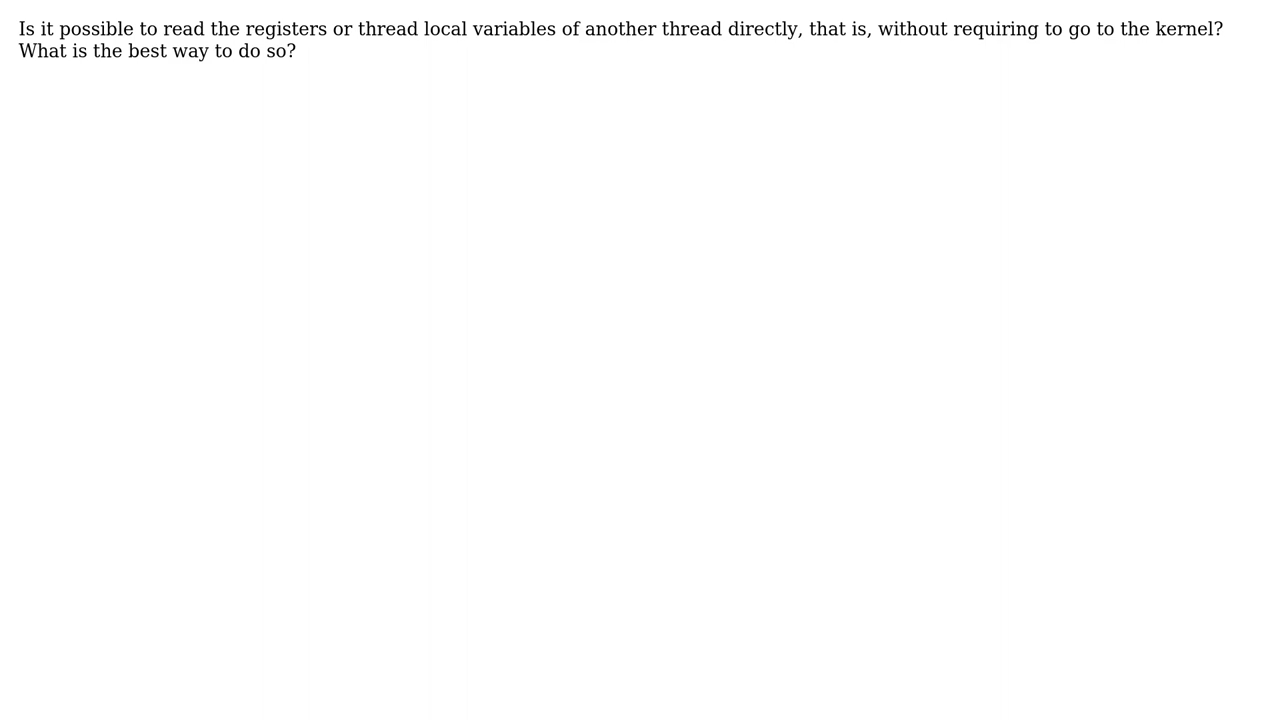 Is it possible to read the registers or thread local variables of another thread directly, that is, without requiring to go to the kernel?
What is the best way to do so?